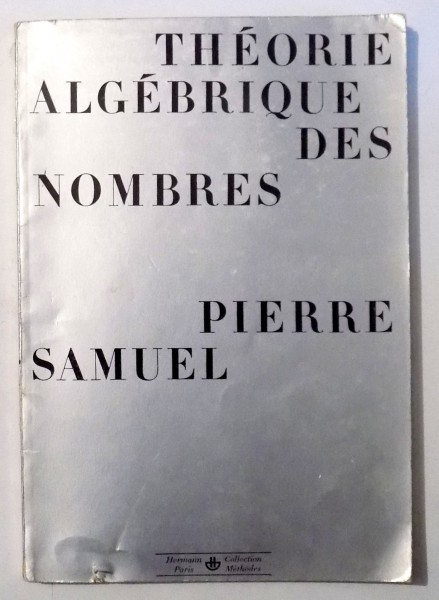 THÉORIE
ALGÉBRIQUE
DES
NOMBRES
PIERRE
SAMUEL
Hermann Collection
Paris Méthodes